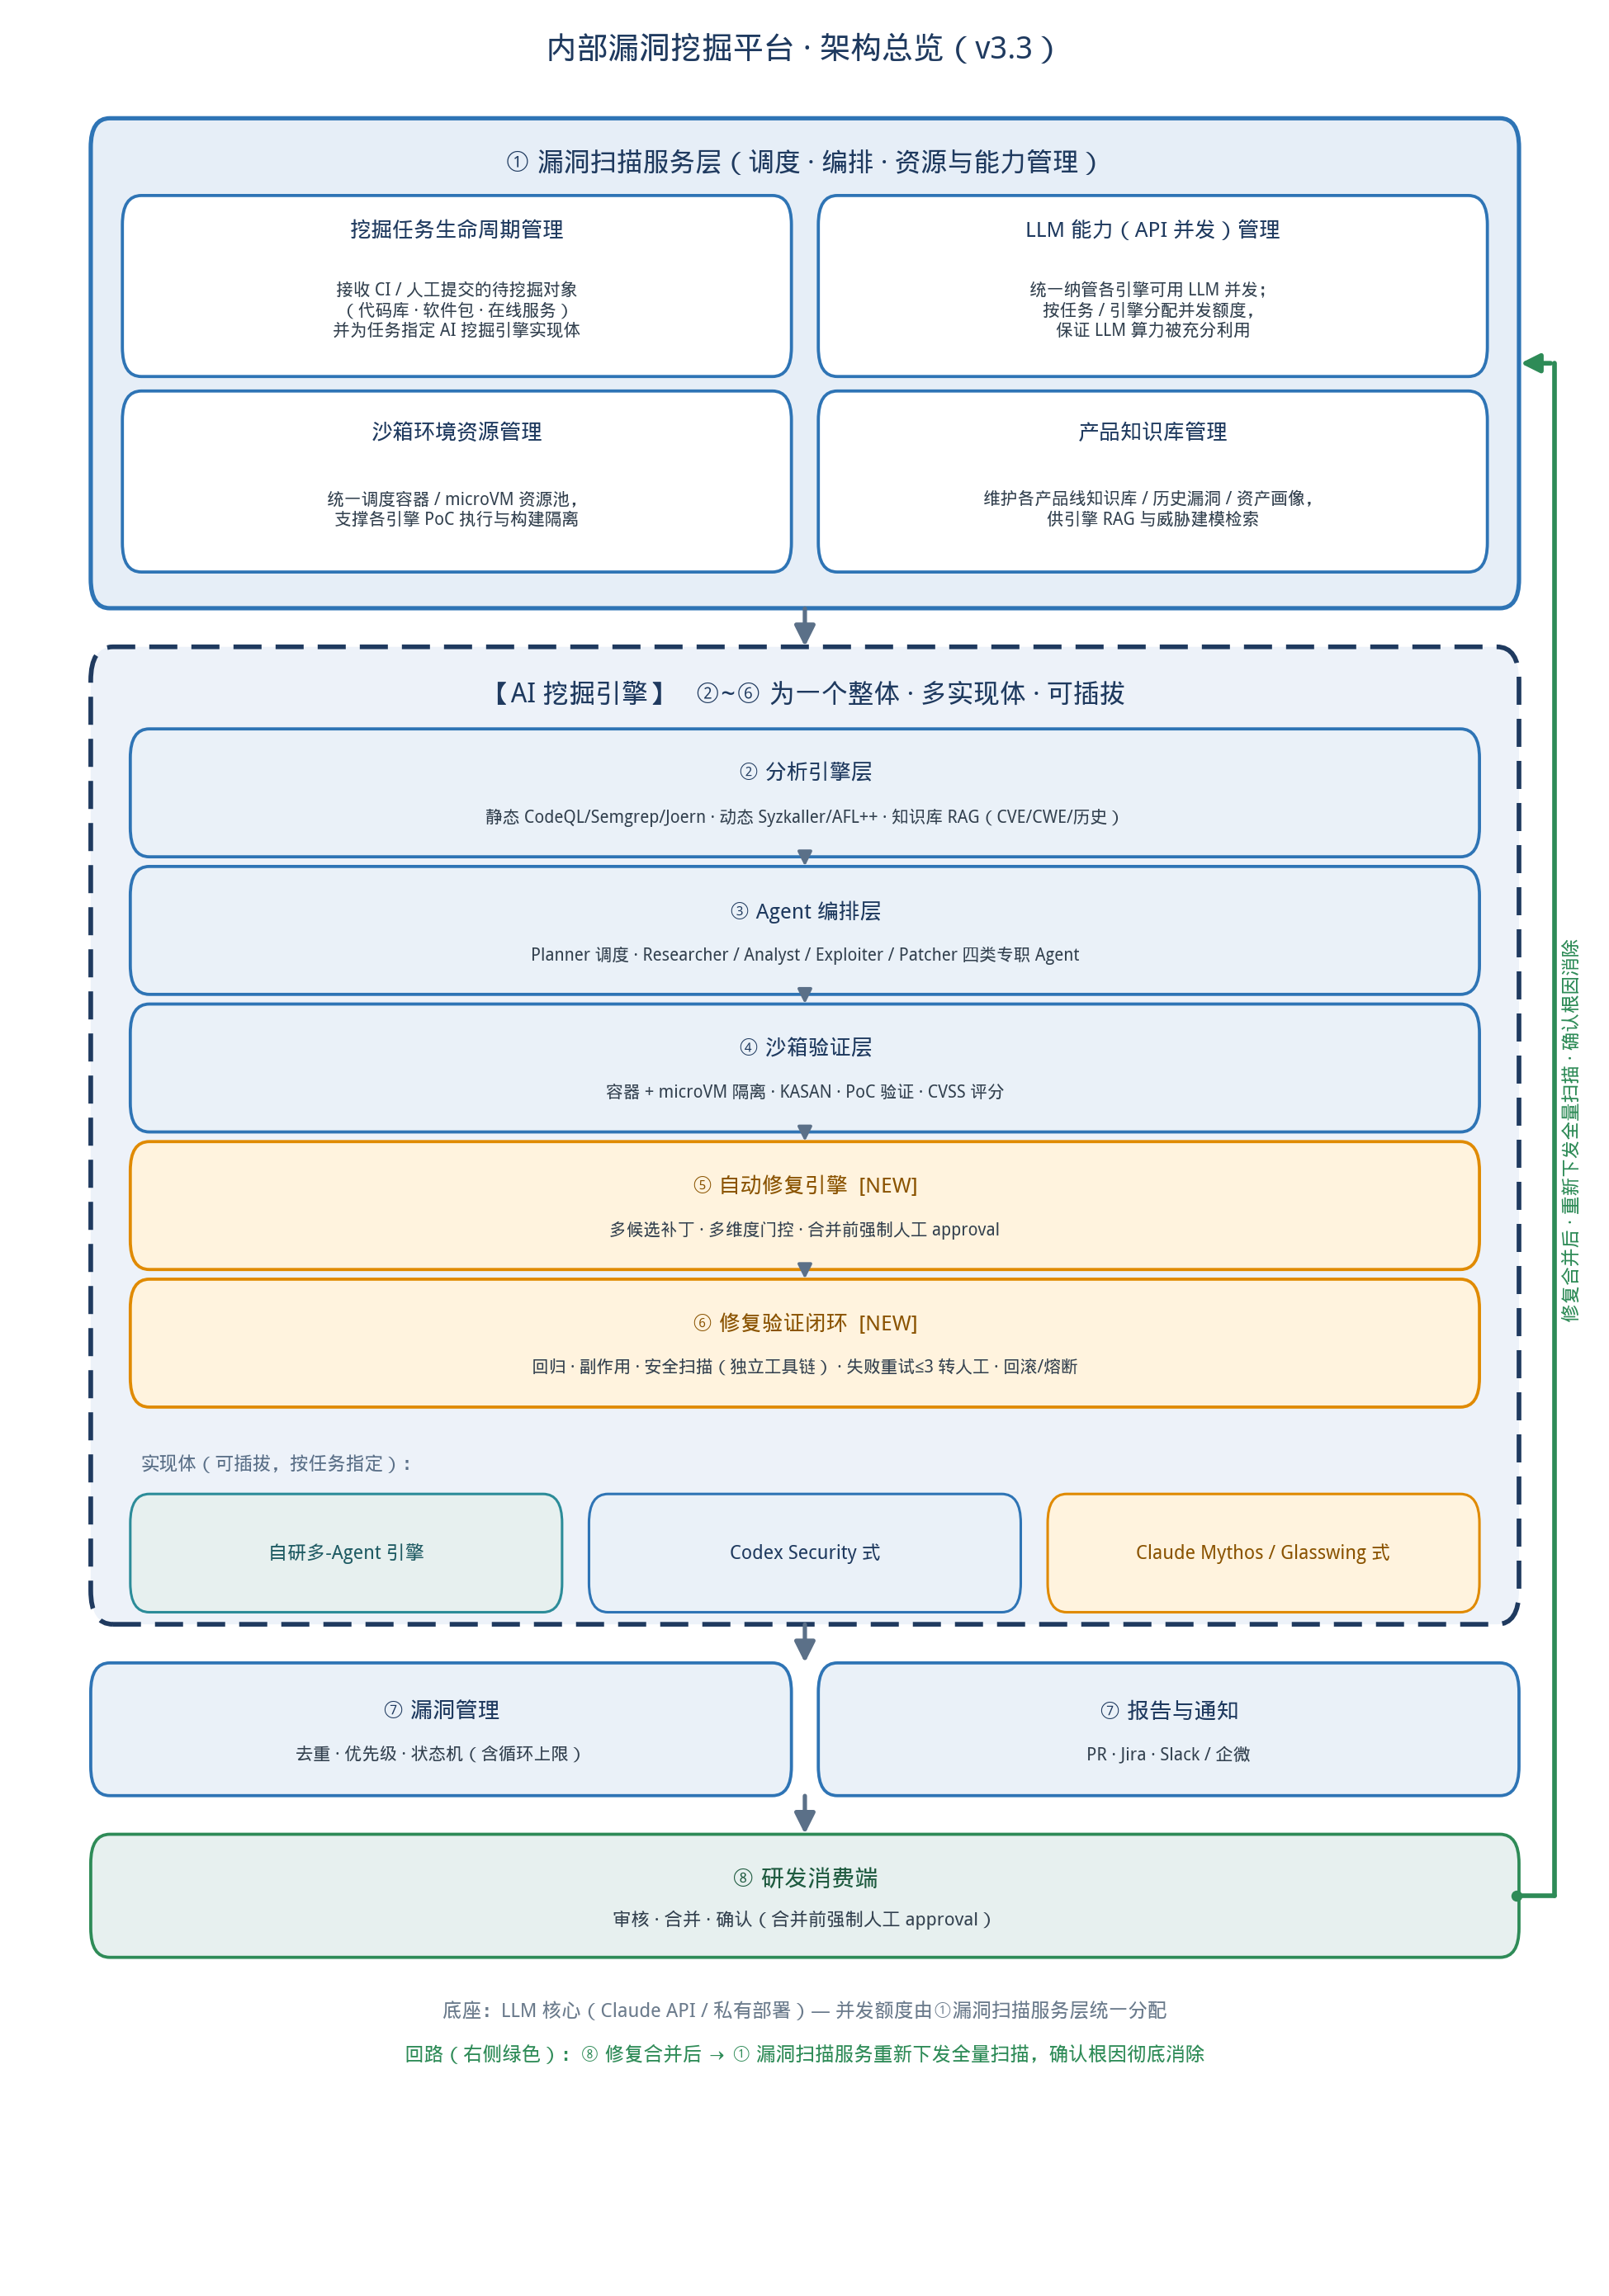 内部漏洞挖掘平台 · 架构总览（v3.3）
① 漏洞扫描服务层（调度 · 编排 · 资源与能力管理）
挖掘任务生命周期管理
接收 CI / 人工提交的待挖掘对象
（代码库 · 软件包 · 在线服务）
并为任务指定 AI 挖掘引擎实现体
LLM 能力（API 并发）管理
统一纳管各引擎可用 LLM 并发；
按任务 / 引擎分配并发额度，
保证 LLM 算力被充分利用
沙箱环境资源管理
统一调度容器 / microVM 资源池，
支撑各引擎 PoC 执行与构建隔离
产品知识库管理
维护各产品线知识库 / 历史漏洞 / 资产画像，
供引擎 RAG 与威胁建模检索
【AI 挖掘引擎】 ②~⑥ 为一个整体 · 多实现体 · 可插拔
② 分析引擎层
静态 CodeQL/Semgrep/Joern · 动态 Syzkaller/AFL++ · 知识库 RAG（CVE/CWE/历史）
③ Agent 编排层
Planner 调度 · Researcher / Analyst / Exploiter / Patcher 四类专职 Agent
④ 沙箱验证层
容器 + microVM 隔离 · KASAN · PoC 验证 · CVSS 评分
⑤ 自动修复引擎 [NEW]
多候选补丁 · 多维度门控 · 合并前强制人工 approval
⑥ 修复验证闭环 [NEW]
回归 · 副作用 · 安全扫描（独立工具链）· 失败重试≤3 转人工 · 回滚/熔断
实现体（可插拔，按任务指定）：
自研多-Agent 引擎
Codex Security 式
Claude Mythos / Glasswing 式
⑦ 漏洞管理
去重 · 优先级 · 状态机（含循环上限）
⑦ 报告与通知
PR · Jira · Slack / 企微
⑧ 研发消费端
审核 · 合并 · 确认（合并前强制人工 approval）
修复合并后 · 重新下发全量扫描 · 确认根因消除
底座：LLM 核心（Claude API / 私有部署）— 并发额度由①漏洞扫描服务层统一分配
回路（右侧绿色）：⑧ 修复合并后 → ① 漏洞扫描服务重新下发全量扫描，确认根因彻底消除